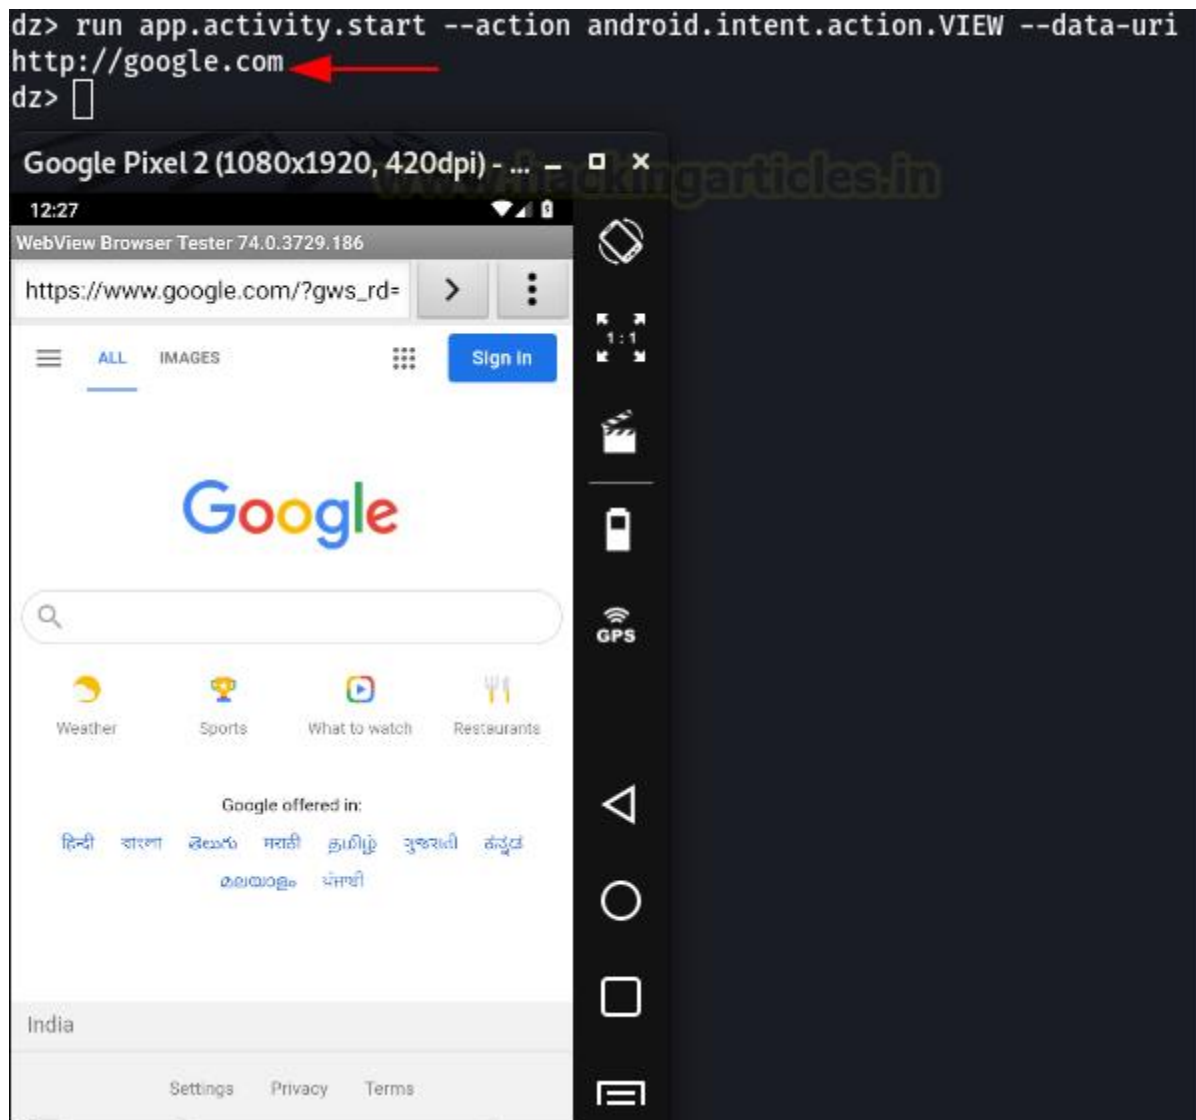 dz> run app.activity.start --action android.intent.action.VIEW --data-uri
http://google.com
dz>
Google Pixel 2 (1080x1920, 420dpi) - ...
www.hackingarticles.in
12:27
WebView Browser Tester 74.0.3729.186
https://www.google.com/?gws_rd=
ALL IMAGES Sign in
1:1
Google
GPS
Weather Sports What to watch Restaurants
Google offered in:
हिन्दी বাংলা తెలుగు मराठी தமிழ் ગુજરાતી ಕನ್ನಡ
മലയാളം ਪੰਜਾਬੀ
India
Settings Privacy Terms